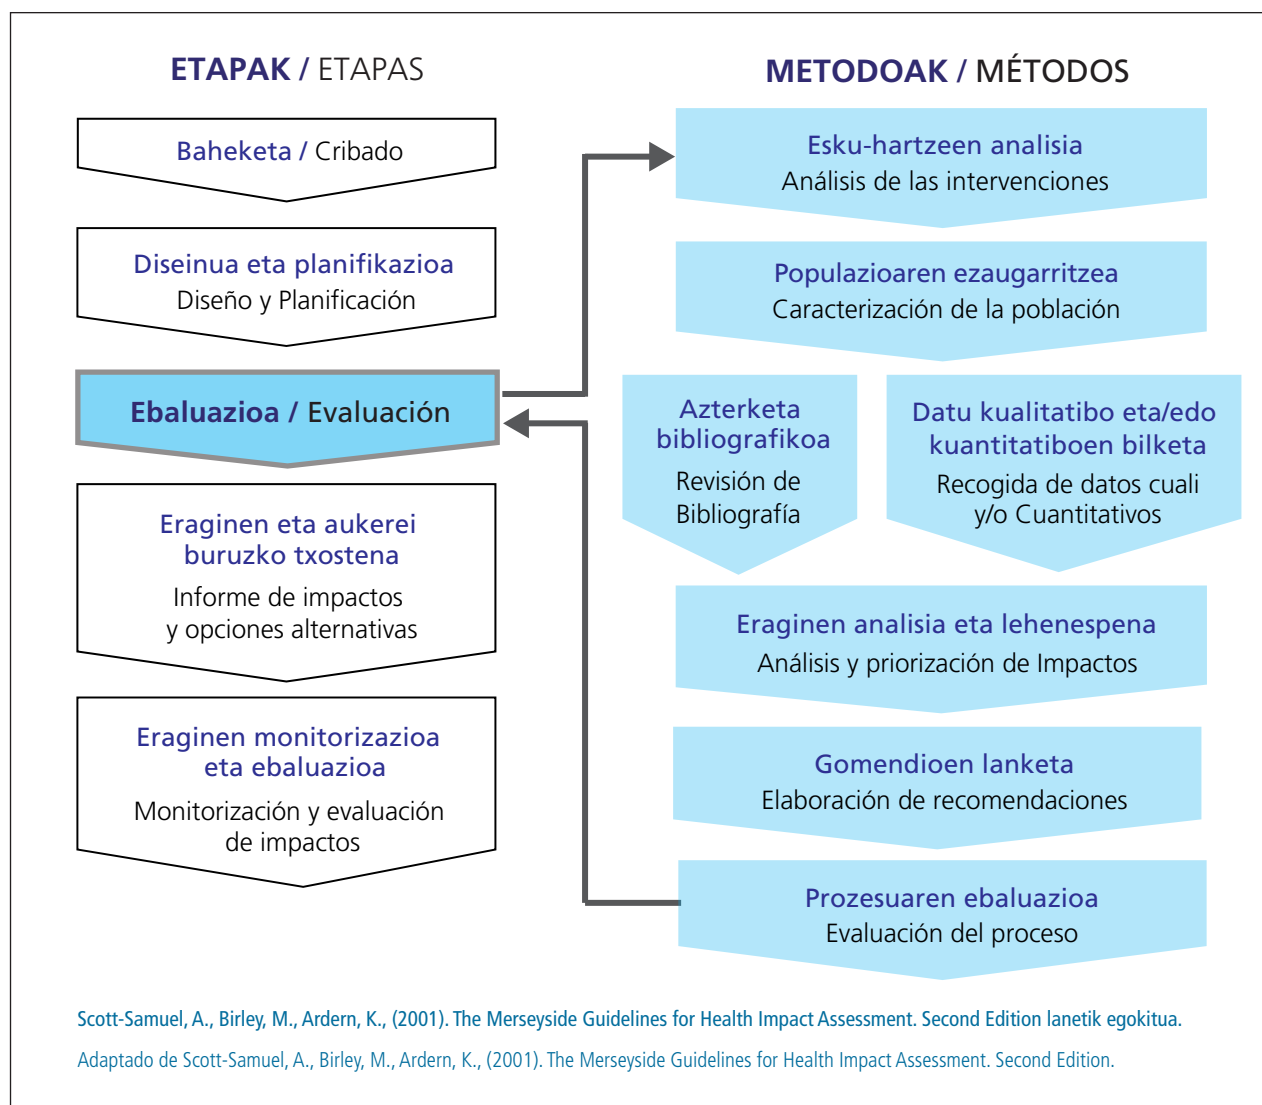 ETAPAK / ETAPAS
Baheketa / Cribado
Diseinua eta planifikazioa
Diseño y Planificación
Ebaluazioa / Evaluación
Eraginen eta aukerei
buruzko txostena
Informe de impactos
y opciones alternativas
Eraginen monitorizazioa
eta ebaluazioa
Monitorización y evaluación
de impactos
METODOAK / MÉTODOS
Esku-hartzeen analisia
Análisis de las intervenciones
Populazioaren ezaugarritzea
Caracterización de la población
Azterketa
bibliografikoa
Revisión de
Bibliografía
Datu kualitatibo eta/edo
kuantitatiboen bilketa
Recogida de datos cuali
y/o Cuantitativos
Eraginen analisia eta lehenespena
Análisis y priorización de Impactos
Gomendioen lanketa
Elaboración de recomendaciones
Prozesuaren ebaluazioa
Evaluación del proceso
Scott-Samuel, A., Birley, M., Ardern, K., (2001). The Merseyside Guidelines for Health Impact Assessment. Second Edition lanetik egokitua.
Adaptado de Scott-Samuel, A., Birley, M., Ardern, K., (2001). The Merseyside Guidelines for Health Impact Assessment. Second Edition.